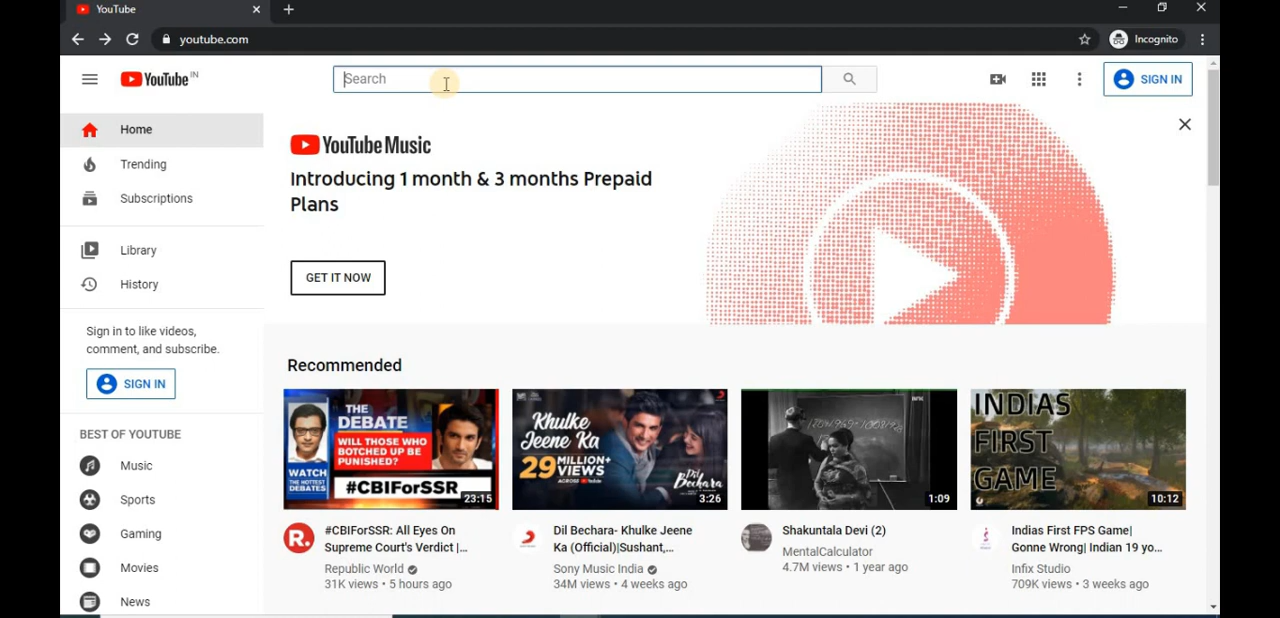 YouTube
youtube.com
Incognito
YouTube IN
Search
SIGN IN
Home
Trending
Subscriptions
Library
History
Sign in to like videos,
comment, and subscribe.
SIGN IN
BEST OF YOUTUBE
Music
Sports
Gaming
Movies
News
YouTube Music
Introducing 1 month & 3 months Prepaid
Plans
GET IT NOW
Recommended
THE
DEBATE
WILL THOSE WHO
BOTCHED UP BE
PUNISHED?
WATCH
THE HOTTEST
DEBATES
#CBIForSSR
23:15
#CBIForSSR: All Eyes On
Supreme Court's Verdict |...
Republic World
31K views • 5 hours ago
Khulke
Jeene Ka
29 MILLION+
VIEWS
Dil
Bechara
3:26
Dil Bechara- Khulke Jeene
Ka (Official)|Sushant,...
Sony Music India
34M views • 4 weeks ago
1:09
Shakuntala Devi (2)
MentalCalculator
4.7M views • 1 year ago
INDIAS
FIRST
GAME
10:12
Indias First FPS Game|
Gonne Wrong| Indian 19 yo...
Infix Studio
709K views • 3 weeks ago